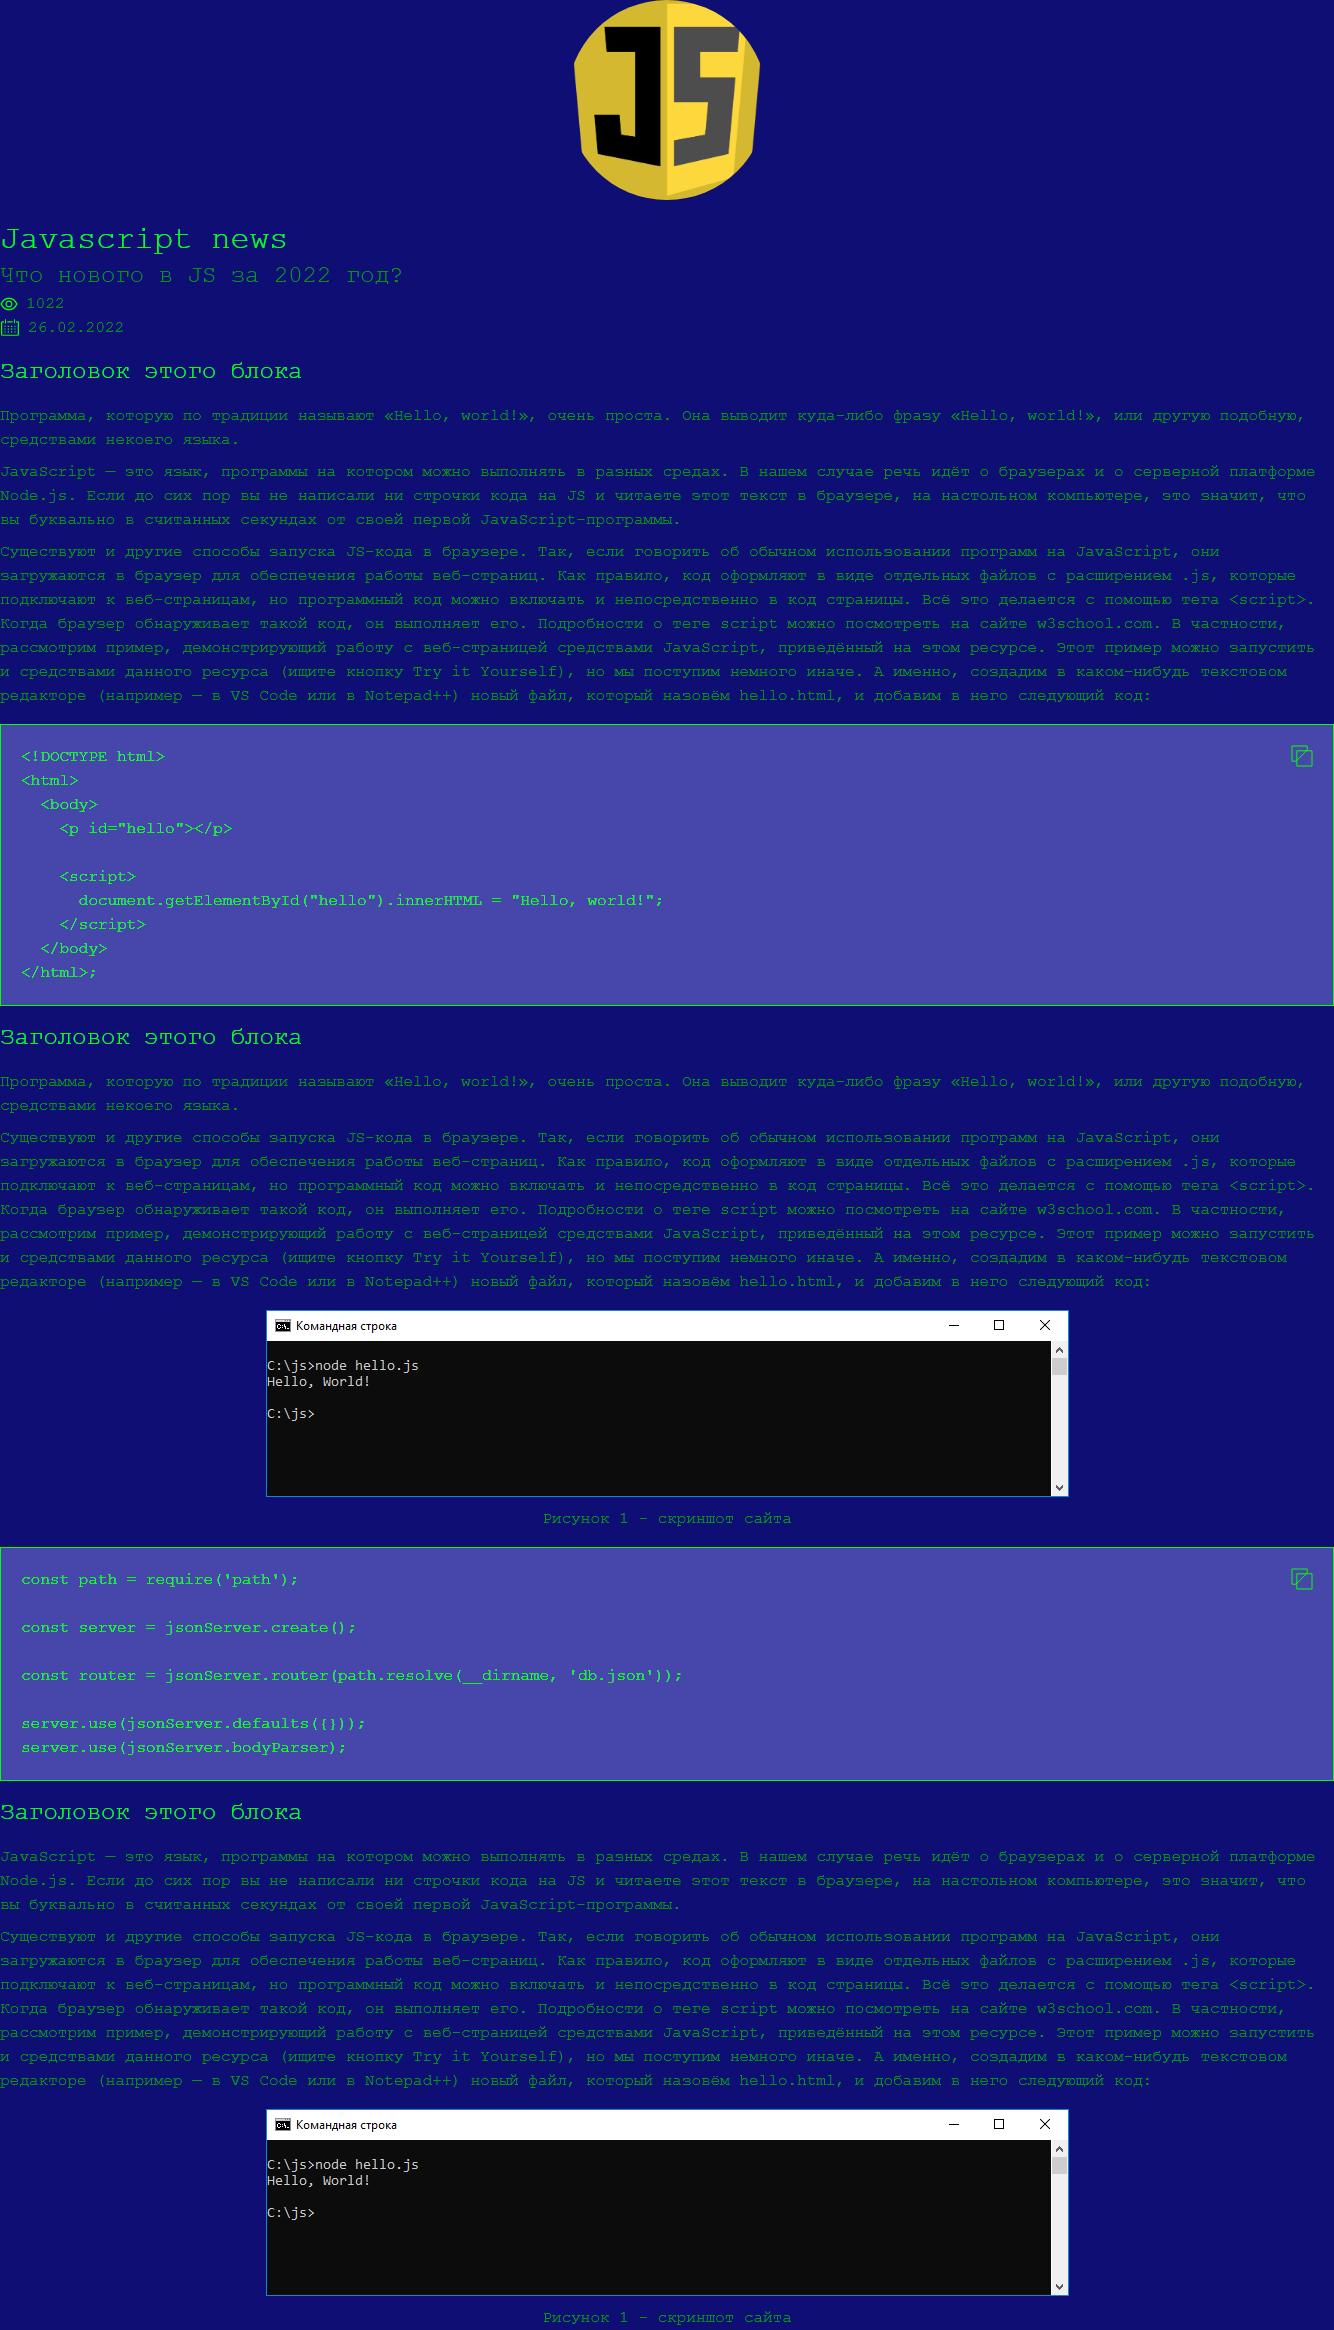 JS
Javascript news
Что нового в JS за 2022 год?
1022
26.02.2022
Заголовок этого блока
Программа, которую по традиции называют «Hello, world!», очень проста. Она выводит куда-либо фразу «Hello, world!», или другую подобную,
средствами некоего языка.
JavaScript — это язык, программы на котором можно выполнять в разных средах. В нашем случае речь идёт о браузерах и о серверной платформе
Node.js. Если до сих пор вы не написали ни строчки кода на JS и читаете этот текст в браузере, на настольном компьютере, это значит, что
вы буквально в считанных секундах от своей первой JavaScript-программы.
Существуют и другие способы запуска JS-кода в браузере. Так, если говорить об обычном использовании программ на JavaScript, они
загружаются в браузер для обеспечения работы веб-страниц. Как правило, код оформляют в виде отдельных файлов с расширением .js, которые
подключают к веб-страницам, но программный код можно включать и непосредственно в код страницы. Всё это делается с помощью тега <script>.
Когда браузер обнаруживает такой код, он выполняет его. Подробности о теге script можно посмотреть на сайте w3school.com. В частности,
рассмотрим пример, демонстрирующий работу с веб-страницей средствами JavaScript, приведённый на этом ресурсе. Этот пример можно запустить
и средствами данного ресурса (ищите кнопку Try it Yourself), но мы поступим немного иначе. А именно, создадим в каком-нибудь текстовом
редакторе (например — в VS Code или в Notepad++) новый файл, который назовём hello.html, и добавим в него следующий код:
<!DOCTYPE html>
<html>
  <body>
    <p id="hello"></p>

    <script>
      document.getElementById("hello").innerHTML = "Hello, world!";
    </script>
  </body>
</html>;
Заголовок этого блока
Программа, которую по традиции называют «Hello, world!», очень проста. Она выводит куда-либо фразу «Hello, world!», или другую подобную,
средствами некоего языка.
Существуют и другие способы запуска JS-кода в браузере. Так, если говорить об обычном использовании программ на JavaScript, они
загружаются в браузер для обеспечения работы веб-страниц. Как правило, код оформляют в виде отдельных файлов с расширением .js, которые
подключают к веб-страницам, но программный код можно включать и непосредственно в код страницы. Всё это делается с помощью тега <script>.
Когда браузер обнаруживает такой код, он выполняет его. Подробности о теге script можно посмотреть на сайте w3school.com. В частности,
рассмотрим пример, демонстрирующий работу с веб-страницей средствами JavaScript, приведённый на этом ресурсе. Этот пример можно запустить
и средствами данного ресурса (ищите кнопку Try it Yourself), но мы поступим немного иначе. А именно, создадим в каком-нибудь текстовом
редакторе (например — в VS Code или в Notepad++) новый файл, который назовём hello.html, и добавим в него следующий код:
Командная строка
C:\js>node hello.js
Hello, World!
C:\js>
Рисунок 1 - скриншот сайта
const path = require('path');

const server = jsonServer.create();

const router = jsonServer.router(path.resolve(__dirname, 'db.json'));

server.use(jsonServer.defaults({}));
server.use(jsonServer.bodyParser);
Заголовок этого блока
JavaScript — это язык, программы на котором можно выполнять в разных средах. В нашем случае речь идёт о браузерах и о серверной платформе
Node.js. Если до сих пор вы не написали ни строчки кода на JS и читаете этот текст в браузере, на настольном компьютере, это значит, что
вы буквально в считанных секундах от своей первой JavaScript-программы.
Существуют и другие способы запуска JS-кода в браузере. Так, если говорить об обычном использовании программ на JavaScript, они
загружаются в браузер для обеспечения работы веб-страниц. Как правило, код оформляют в виде отдельных файлов с расширением .js, которые
подключают к веб-страницам, но программный код можно включать и непосредственно в код страницы. Всё это делается с помощью тега <script>.
Когда браузер обнаруживает такой код, он выполняет его. Подробности о теге script можно посмотреть на сайте w3school.com. В частности,
рассмотрим пример, демонстрирующий работу с веб-страницей средствами JavaScript, приведённый на этом ресурсе. Этот пример можно запустить
и средствами данного ресурса (ищите кнопку Try it Yourself), но мы поступим немного иначе. А именно, создадим в каком-нибудь текстовом
редакторе (например — в VS Code или в Notepad++) новый файл, который назовём hello.html, и добавим в него следующий код:
Командная строка
C:\js>node hello.js
Hello, World!
C:\js>
Рисунок 1 - скриншот сайта